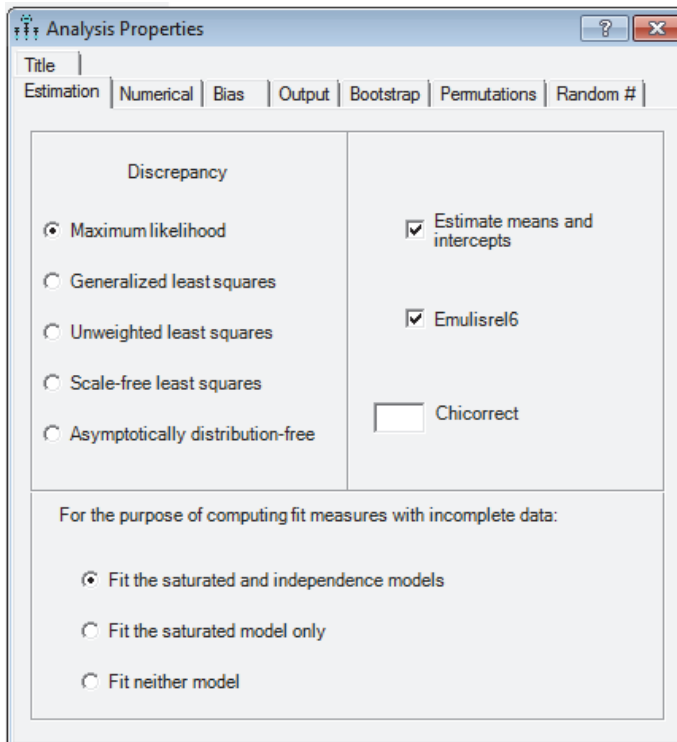 Analysis Properties
Title
Estimation Numerical Bias Output Bootstrap Permutations Random #
Discrepancy
Maximum likelihood
Generalized least squares
Unweighted least squares
Scale-free least squares
Asymptotically distribution-free
Estimate means and
intercepts
Emulisrel6
Chicorrect
For the purpose of computing fit measures with incomplete data:
Fit the saturated and independence models
Fit the saturated model only
Fit neither model